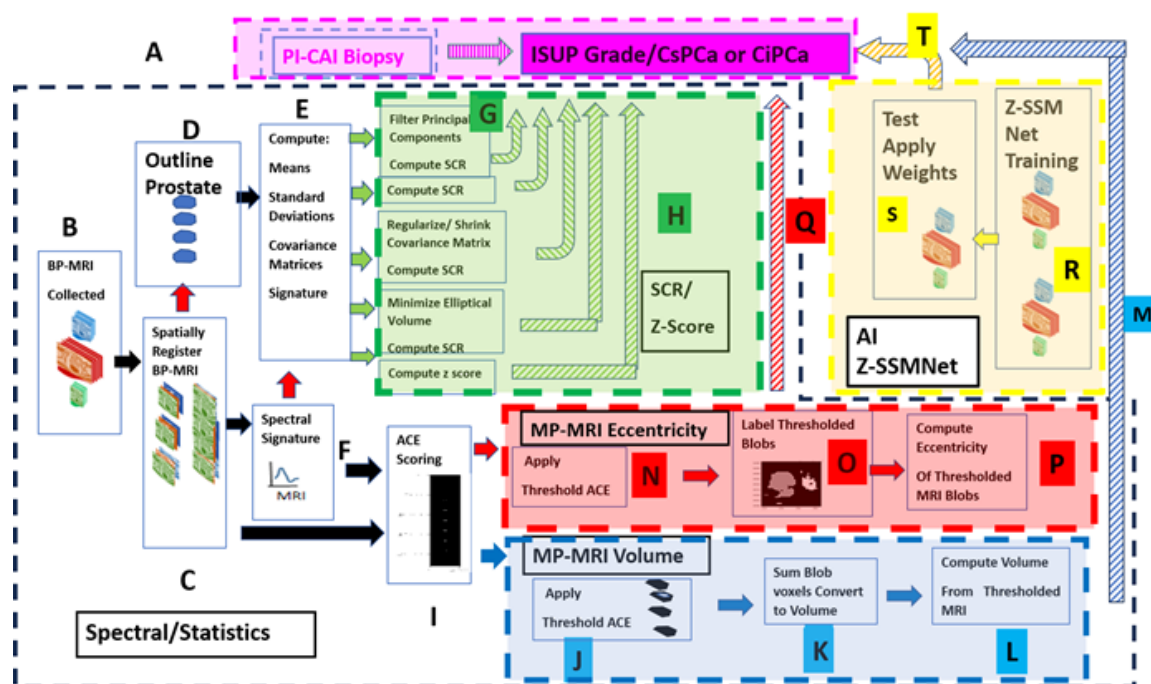 A
PI-CAI Biopsy
ISUP Grade/CsPCa or CiPCa
T
B
BP-MRI
Collected
D
Outline
Prostate
Spatially
Register
BP-MRI
C
Spectral/Statistics
E
Compute:
Means
Standard
Deviations
Covariance
Matrices
Signature
Spectral
Signature
MRI
F
ACE
Scoring
I
G
Filter Principal
Components
Compute SCR
Compute SCR
Regularize/ Shrink
Covariance Matrix
Compute SCR
Minimize Elliptical
Volume
Compute SCR
Compute z score
H
SCR/
Z-Score
Q
Test
Apply
Weights
S
Z-SSM
Net
Training
R
AI
Z-SSMNet
M
MP-MRI Eccentricity
Apply
Threshold ACE
N
Label Thresholded
Blobs
O
Compute
Eccentricity
Of Thresholded
MRI Blobs
P
MP-MRI Volume
Apply
Threshold ACE
J
Sum Blob
voxels Convert
to Volume
K
Compute Volume
From Thresholded
MRI
L